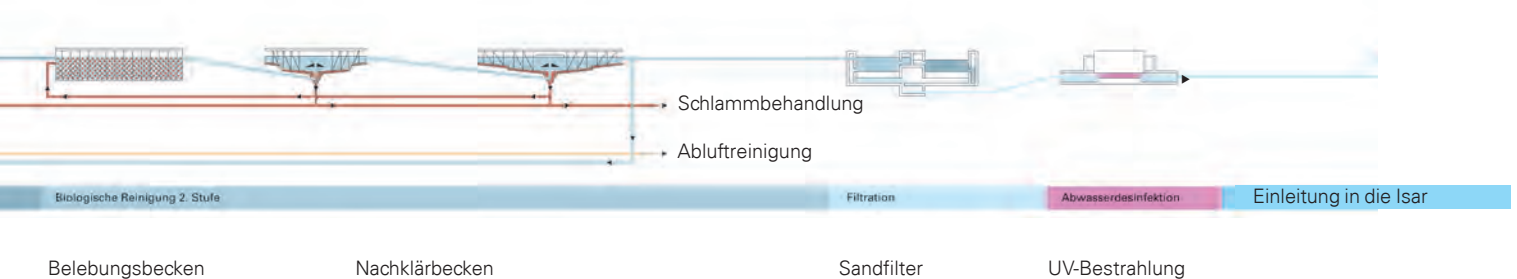 Schlammbehandlung
Abluftreinigung
Biologische Reinigung 2. Stufe
Filtration
Abwasserdesinfektion
Einleitung in die Isar
Belebungsbecken
Nachklärbecken
Sandfilter
UV-Bestrahlung